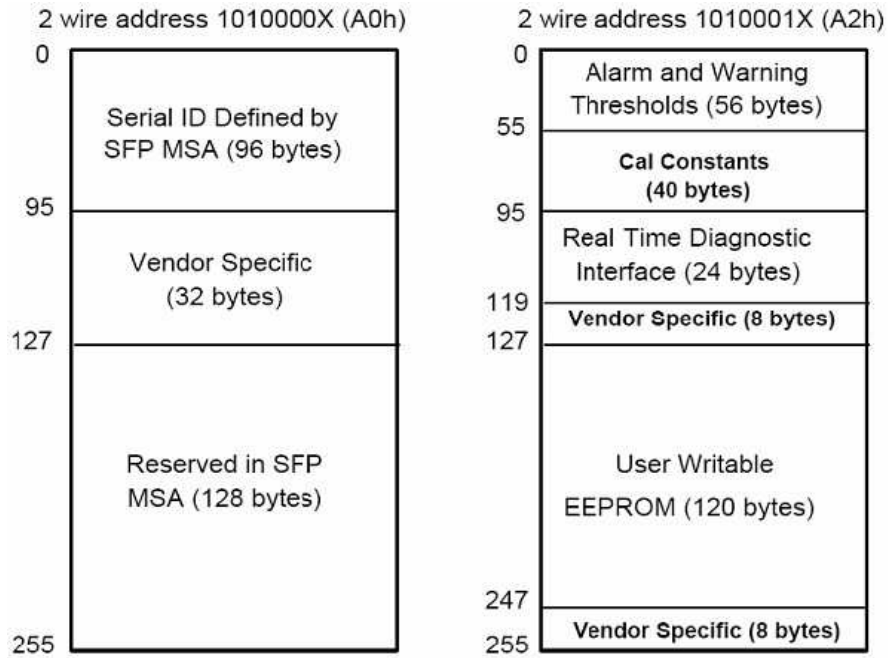 2 wire address 1010000X (A0h)
0
Serial ID Defined by
SFP MSA (96 bytes)
95
Vendor Specific
(32 bytes)
127
Reserved in SFP
MSA (128 bytes)
255
2 wire address 1010001X (A2h)
0
Alarm and Warning
Thresholds (56 bytes)
55
Cal Constants
(40 bytes)
95
Real Time Diagnostic
Interface (24 bytes)
119
Vendor Specific (8 bytes)
127
User Writable
EEPROM (120 bytes)
247
Vendor Specific (8 bytes)
255